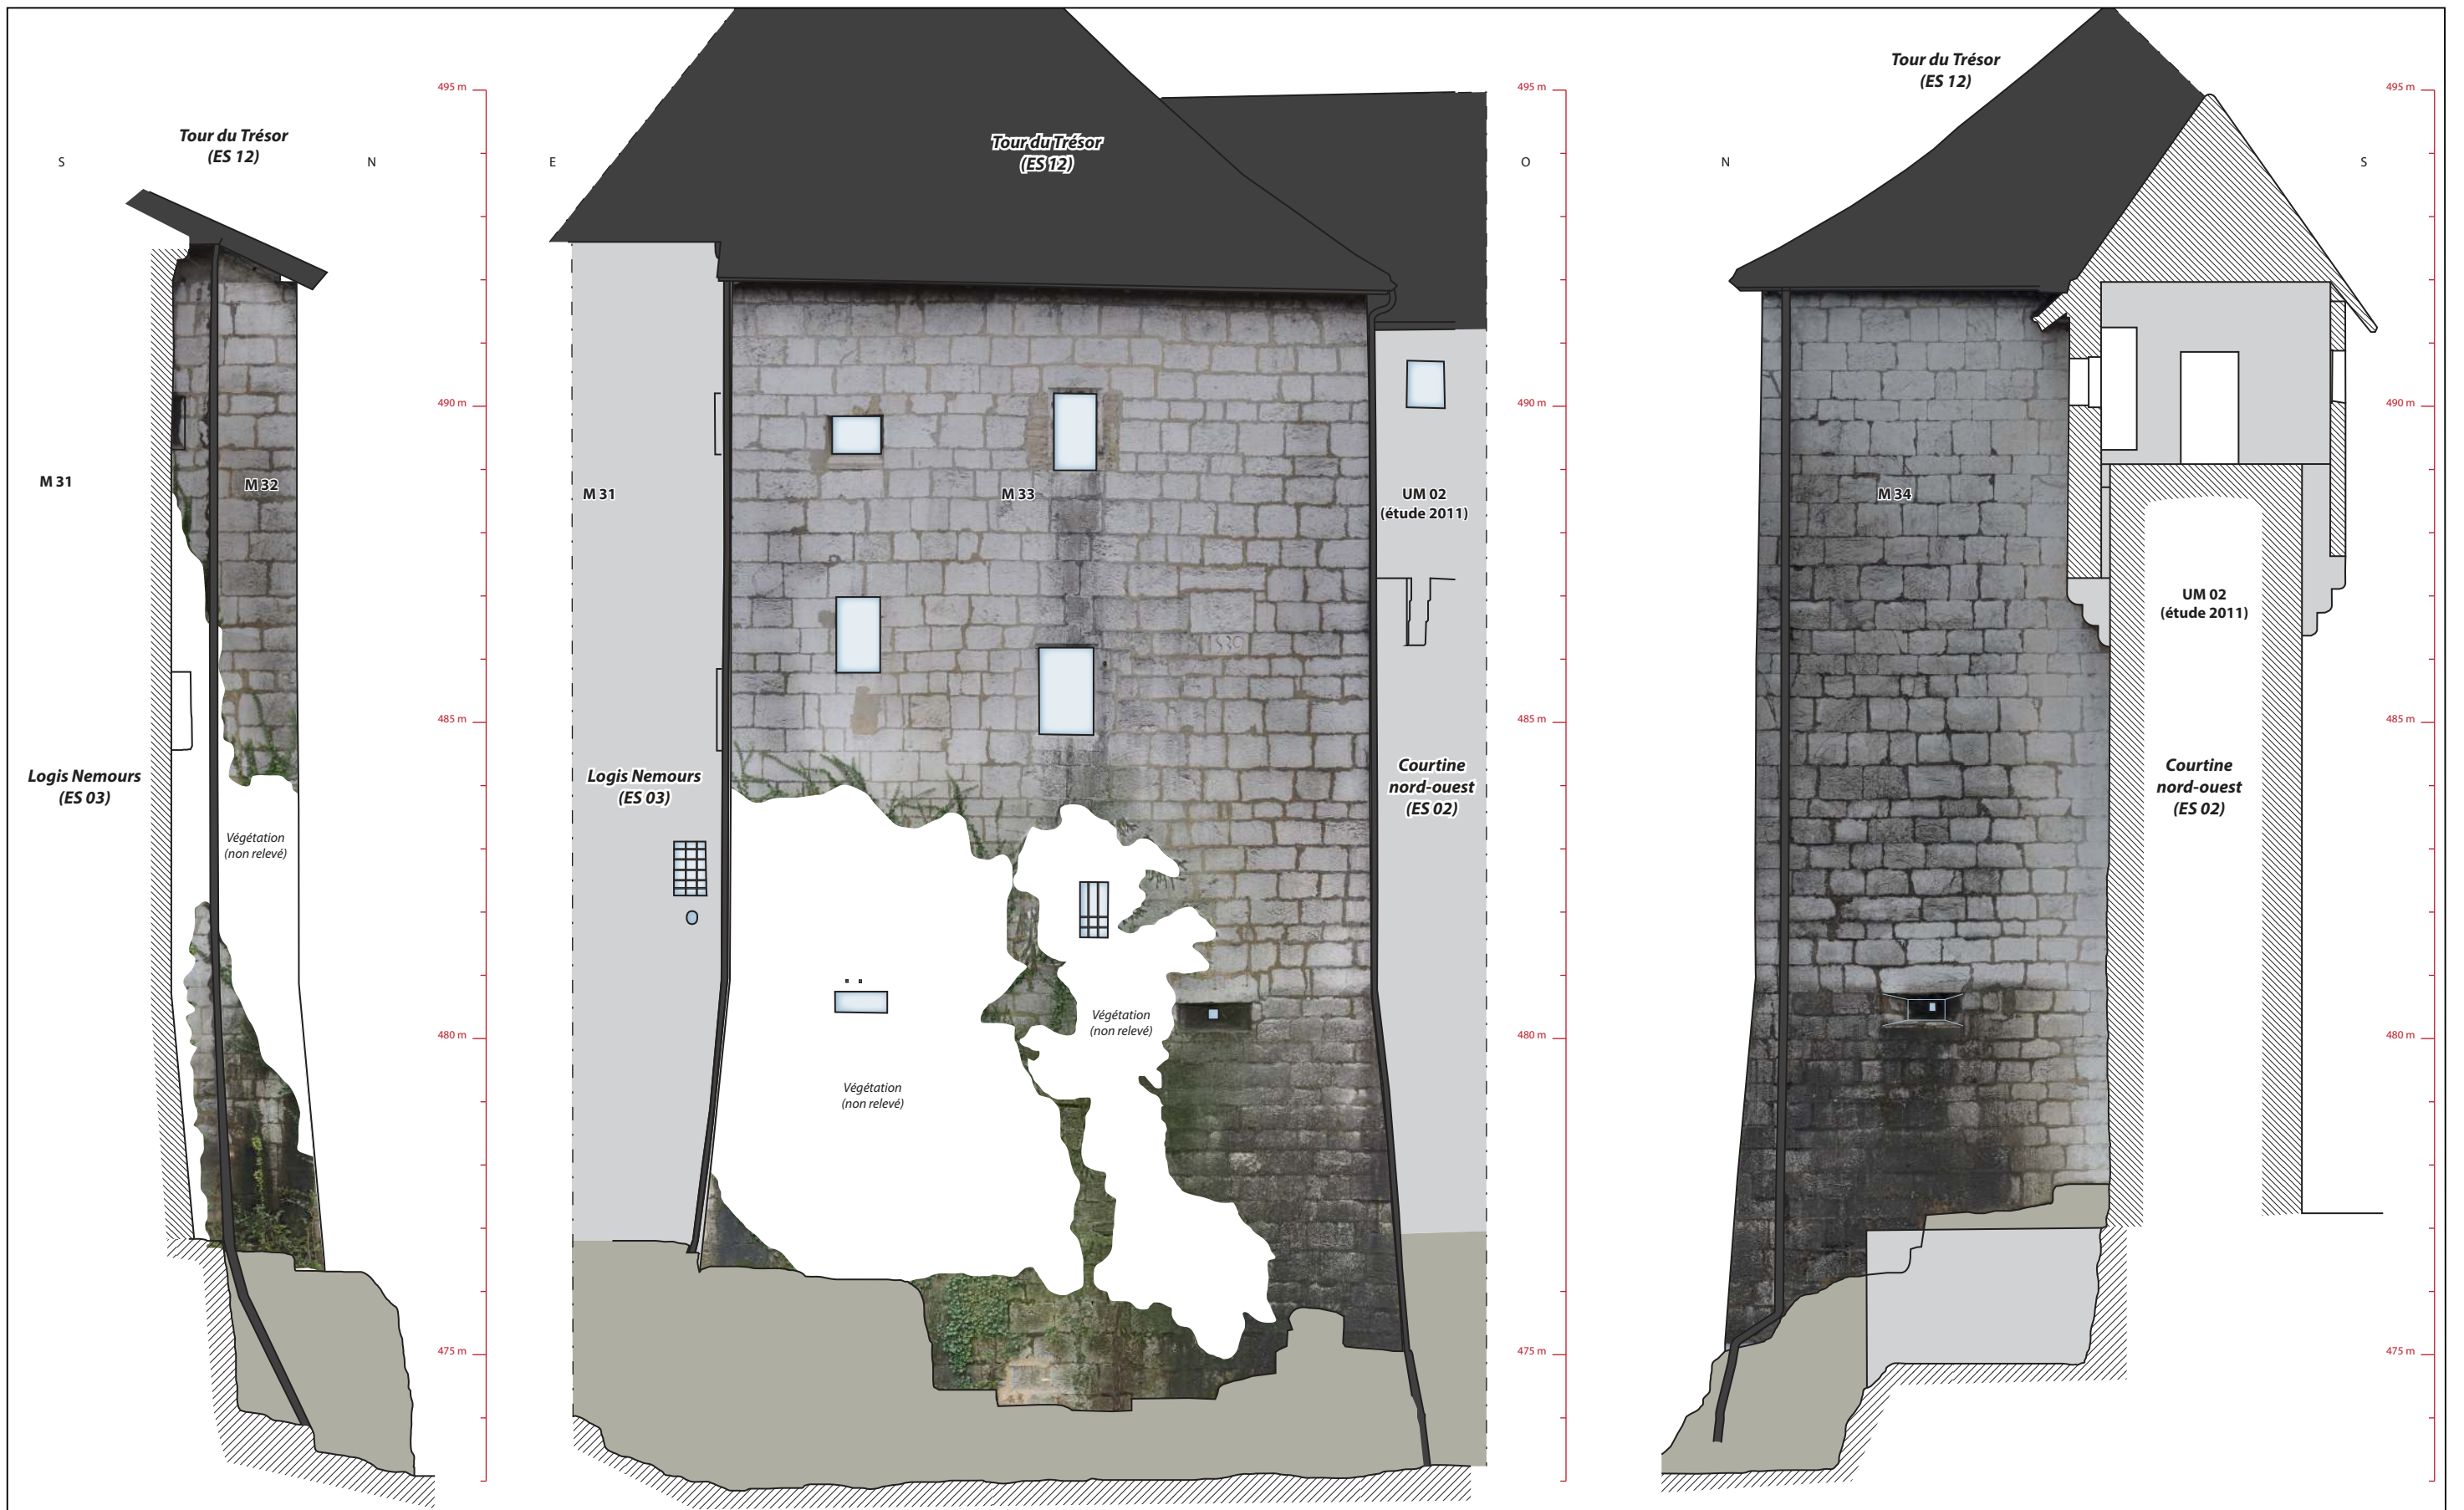 Tour du Trésor
(ES 12)
S
N
M 31
M 32
Logis Nemours
(ES 03)
Végétation
(non relevé)
495 m
490 m
485 m
480 m
475 m
E
Tour du Trésor
(ES 12)
O
M 31
M 33
UM 02
(étude 2011)
Logis Nemours
(ES 03)
Courtine
nord-ouest
(ES 02)
Végétation
(non relevé)
Végétation
(non relevé)
495 m
490 m
485 m
480 m
475 m
Tour du Trésor
(ES 12)
N
S
M 34
UM 02
(étude 2011)
Courtine
nord-ouest
(ES 02)
495 m
490 m
485 m
480 m
475 m